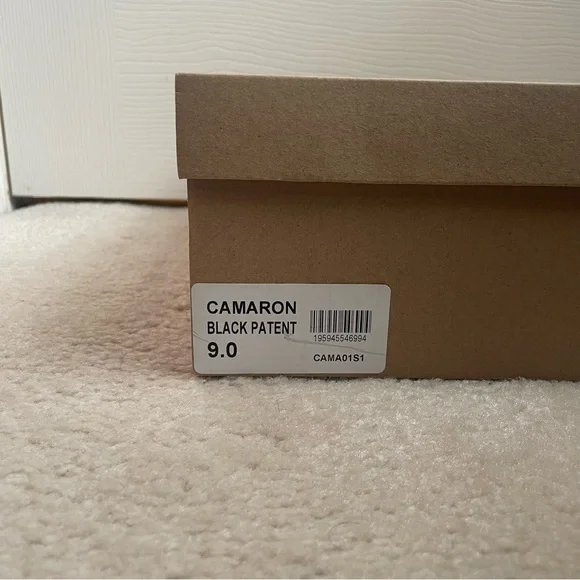 CAMARON
BLACK PATENT
9.0
195945546994
CAMA01S1